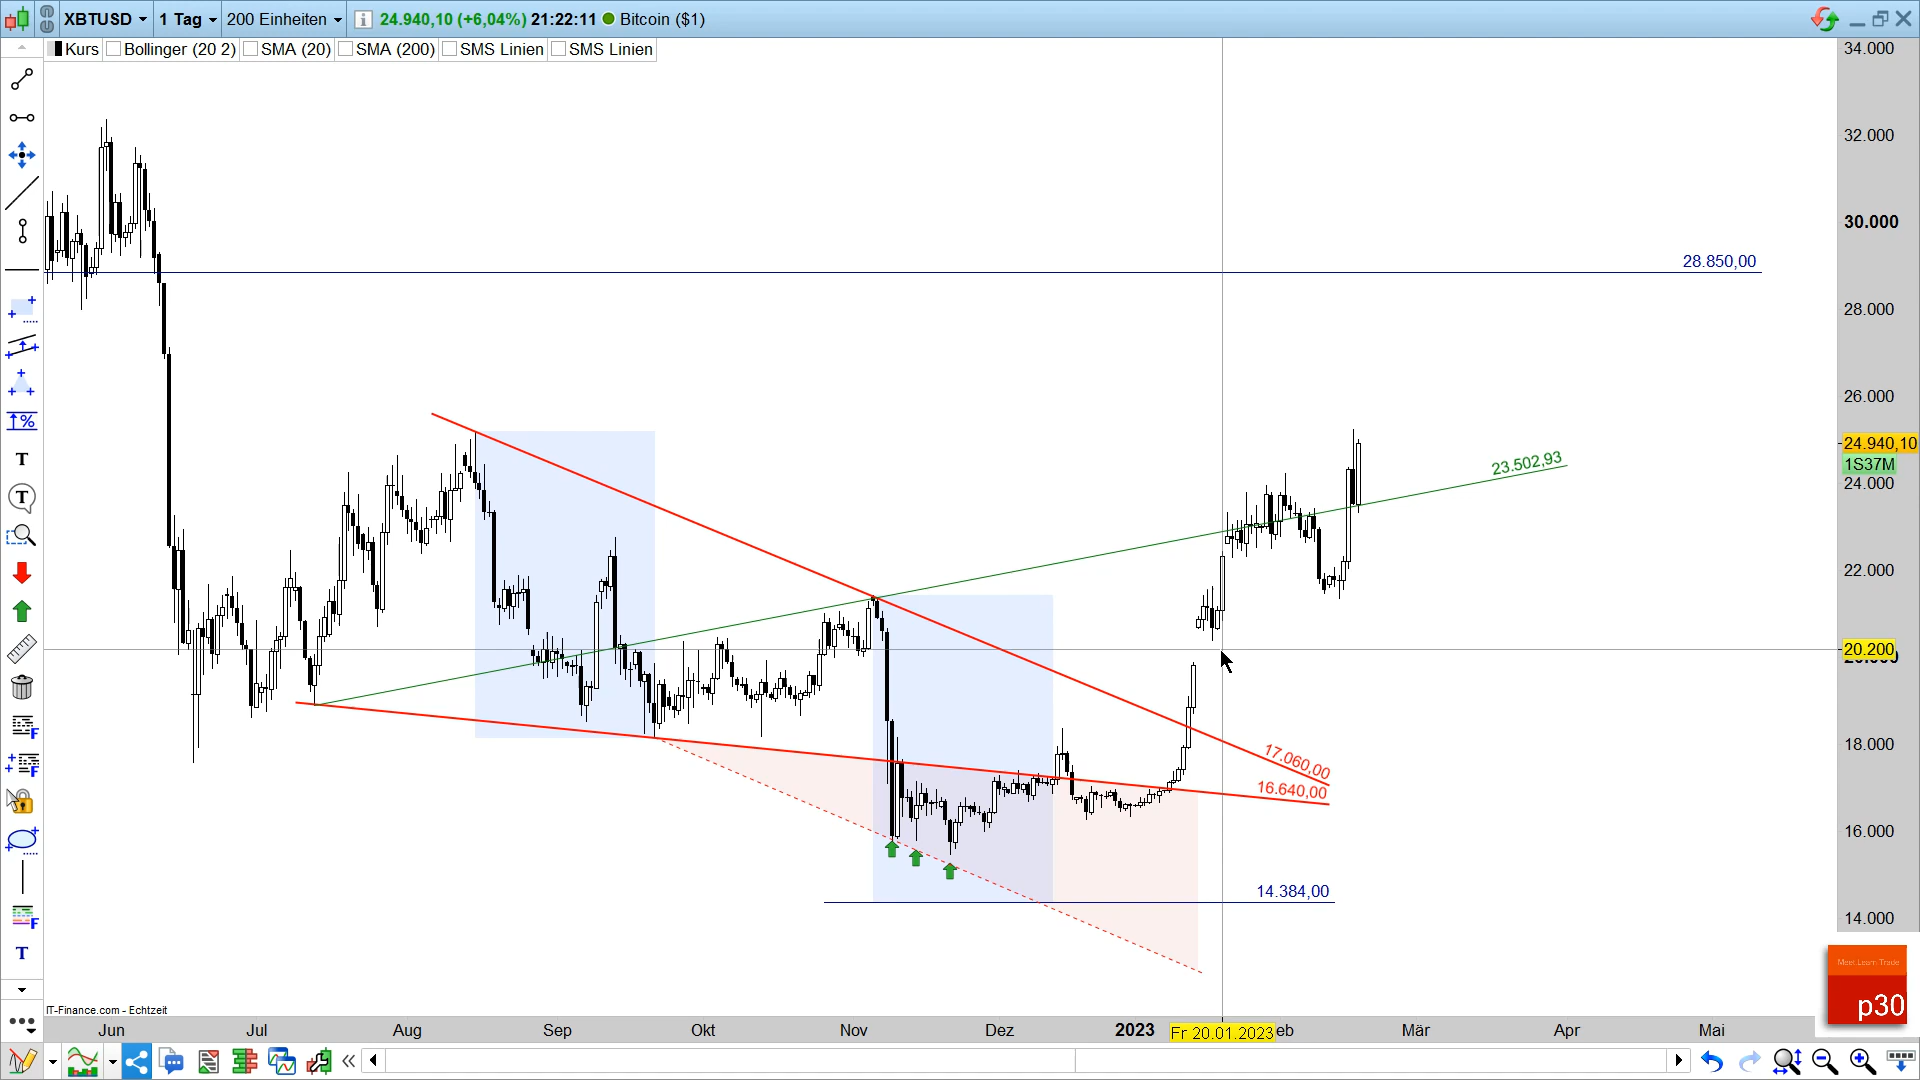 XBTUSD 1 Tag 200 Einheiten 24.940,10 (+6,04%) 21:22:11 Bitcoin ($1)
Kurs Bollinger (20 2) SMA (20) SMA (200) SMS Linien SMS Linien
34.000
32.000
30.000
28.850,00
28.000
26.000
24.940,10
1S37M
23.502,93
24.000
22.000
20.200
18.000
17.060,00
16.640,00
16.000
14.384,00
14.000
Meet Learn Trade
p30
IT-Finance.com - Echtzeit
Jun Jul Aug Sep Okt Nov Dez 2023 Fr 20.01.2023 eb Mär Apr Mai